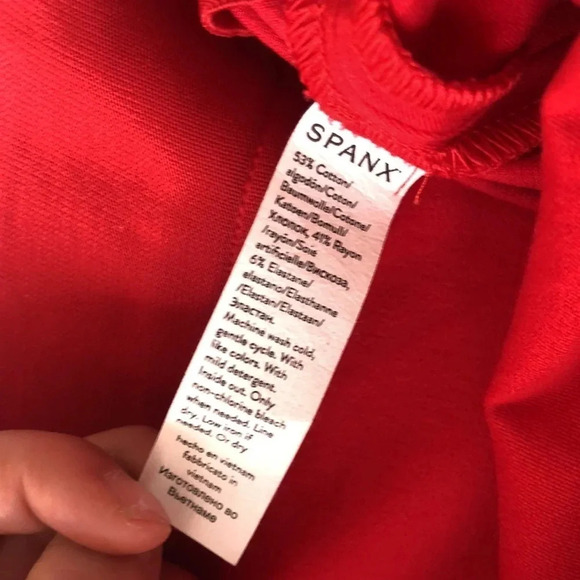 SPANX
53% Cotton/
algodón/Coton/
Baumwolle/Cotone/
Katoen/Bomull/
Хлопок, 41% Rayon
/rayón/Soie
artificielle/Вискоза,
6% Elastane/
elastano/Elasthanne
/Elastan/Elastaan/
Эластан.
Machine wash cold,
gentle cycle. With
like colors. With
mild detergent.
Inside out. Only
non-chlorine bleach
when needed. Line
dry. Low iron if
needed. Or dry
hecho en vietnam
fabbricato in
vietnam
Изготовлено во
Вьетнаме